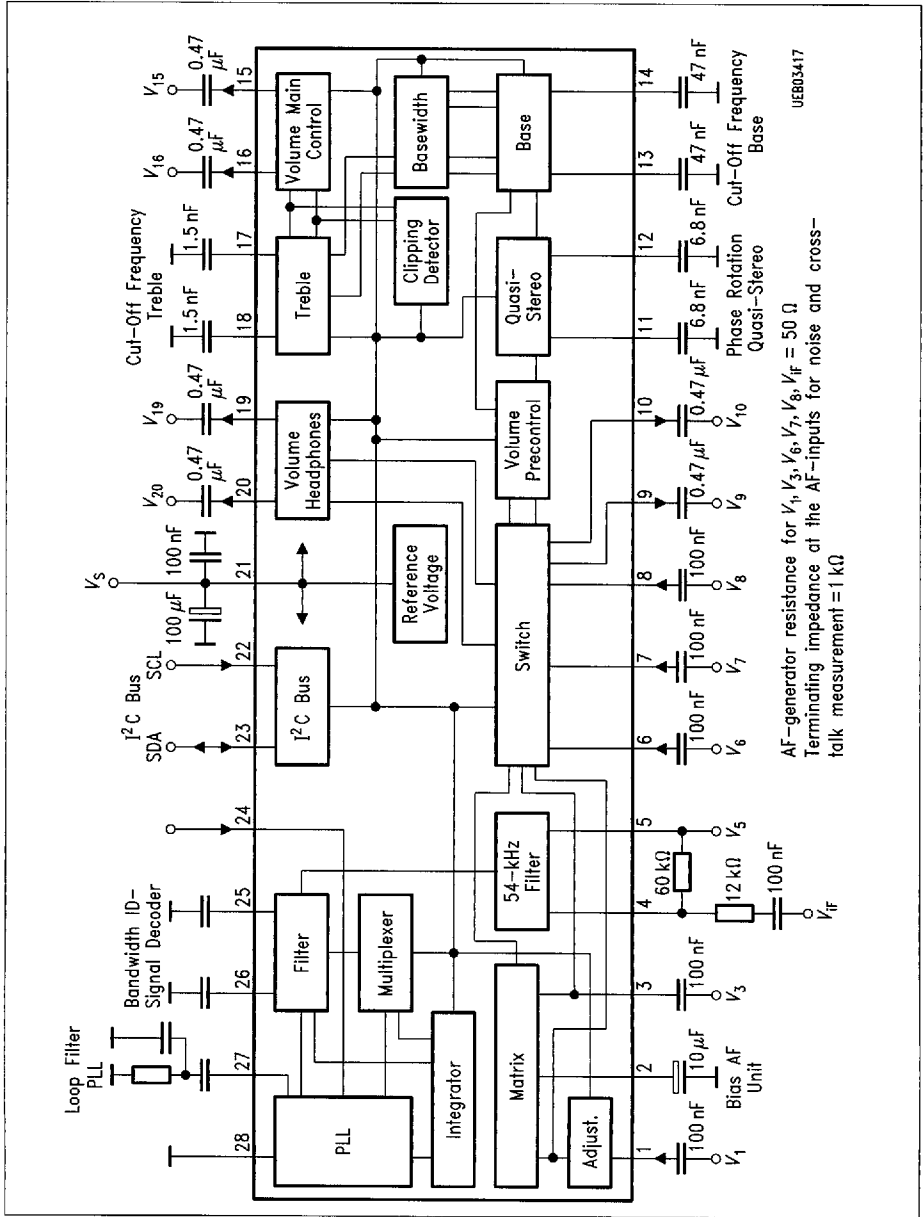 Loop Filter
PLL
Bandwidth ID-
Signal Decoder
I²C Bus
SDA
SCL
V_S
100 µF
100 nF
V_20
0.47
µF
V_19
0.47
µF
Cut-Off Frequency
Treble
1.5 nF
1.5 nF
V_16
0.47
µF
V_15
0.47
µF
28
27
26
25
24
23
22
21
20
19
18
17
16
15
PLL
Filter
Multiplexer
Integrator
I²C Bus
Reference
Voltage
Volume
Headphones
Treble
Volume Main
Control
Clipping
Detector
Basewidth
Matrix
Adjust.
54-kHz
Filter
Switch
Volume
Precontrol
Quasi-
Stereo
Base
1
2
3
4
5
6
7
8
9
10
11
12
13
14
100 nF
V_1
10 µF
Bias AF
Unit
100 nF
V_3
60 kΩ
12 kΩ
100 nF
V_iF
V_5
100 nF
V_6
100 nF
V_7
100 nF
V_8
0.47 µF
V_9
0.47 µF
V_10
6.8 nF
6.8 nF
Phase Rotation
Quasi-Stereo
47 nF
47 nF
Cut-Off Frequency
Base
AF-generator resistance for V_1, V_3, V_6, V_7, V_8, V_iF = 50 Ω
Terminating impedance at the AF-inputs for noise and cross-
talk measurement = 1 kΩ
UEB03417